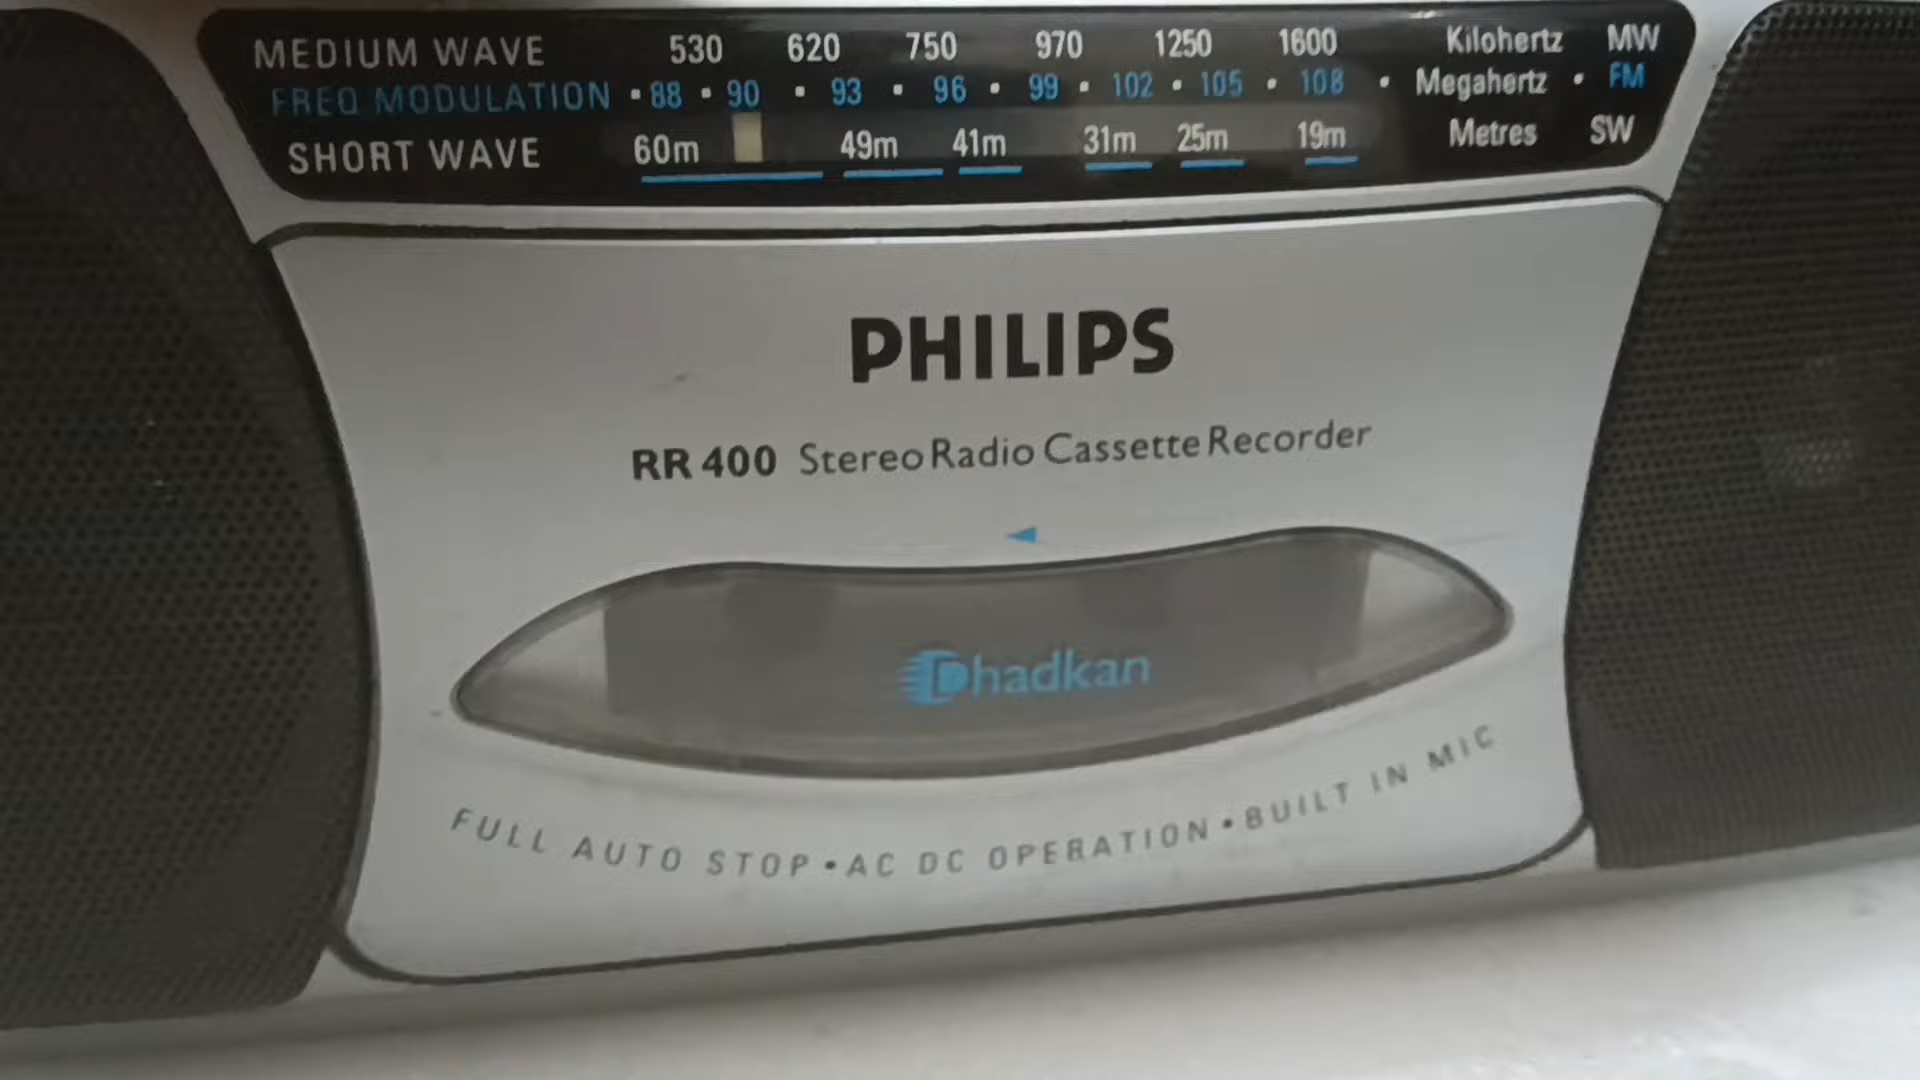 MEDIUM WAVE 530 620 750 970 1250 1600 Kilohertz MW
FREQ MODULATION • 88 • 90 • 93 • 96 • 99 • 102 • 105 • 108 • Megahertz • FM
SHORT WAVE 60m 49m 41m 31m 25m 19m Metres SW
PHILIPS
RR 400 Stereo Radio Cassette Recorder
Dhadkan
FULL AUTO STOP • AC DC OPERATION • BUILT IN MIC